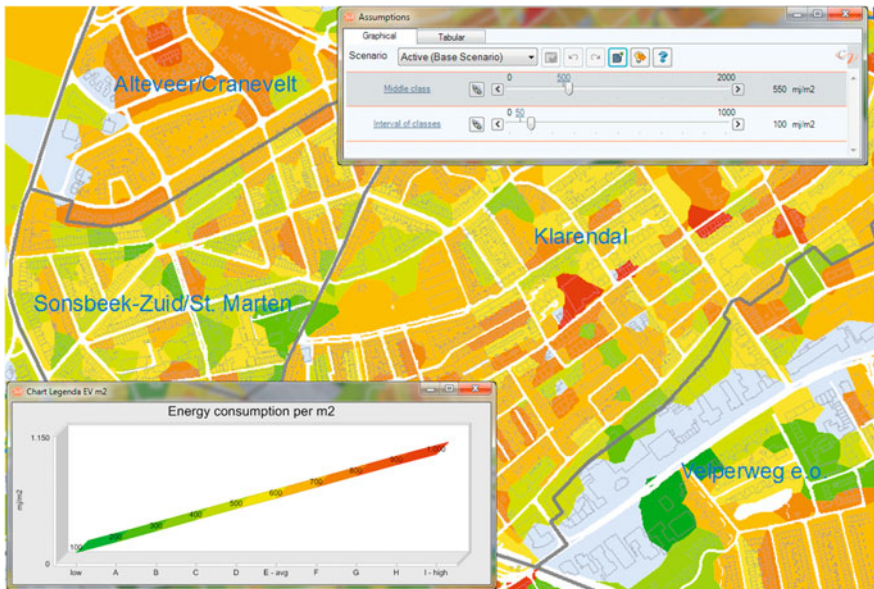 Assumptions
Graphical Tabular
Scenario Active (Base Scenario)
0 500 2000
Middle class 550 mj/m2
0 50 1000
Interval of classes 100 mj/m2
Alteveer/Cranevelt
Klarendal
Sonsbeek-Zuid/St. Marten
Velperweg e.o.
Chart Legenda EV m2
Energy consumption per m2
1.150
mj/m2
0
100 200 300 400 500 600 700 800 900 1.000
low A B C D E - avg F G H I - high